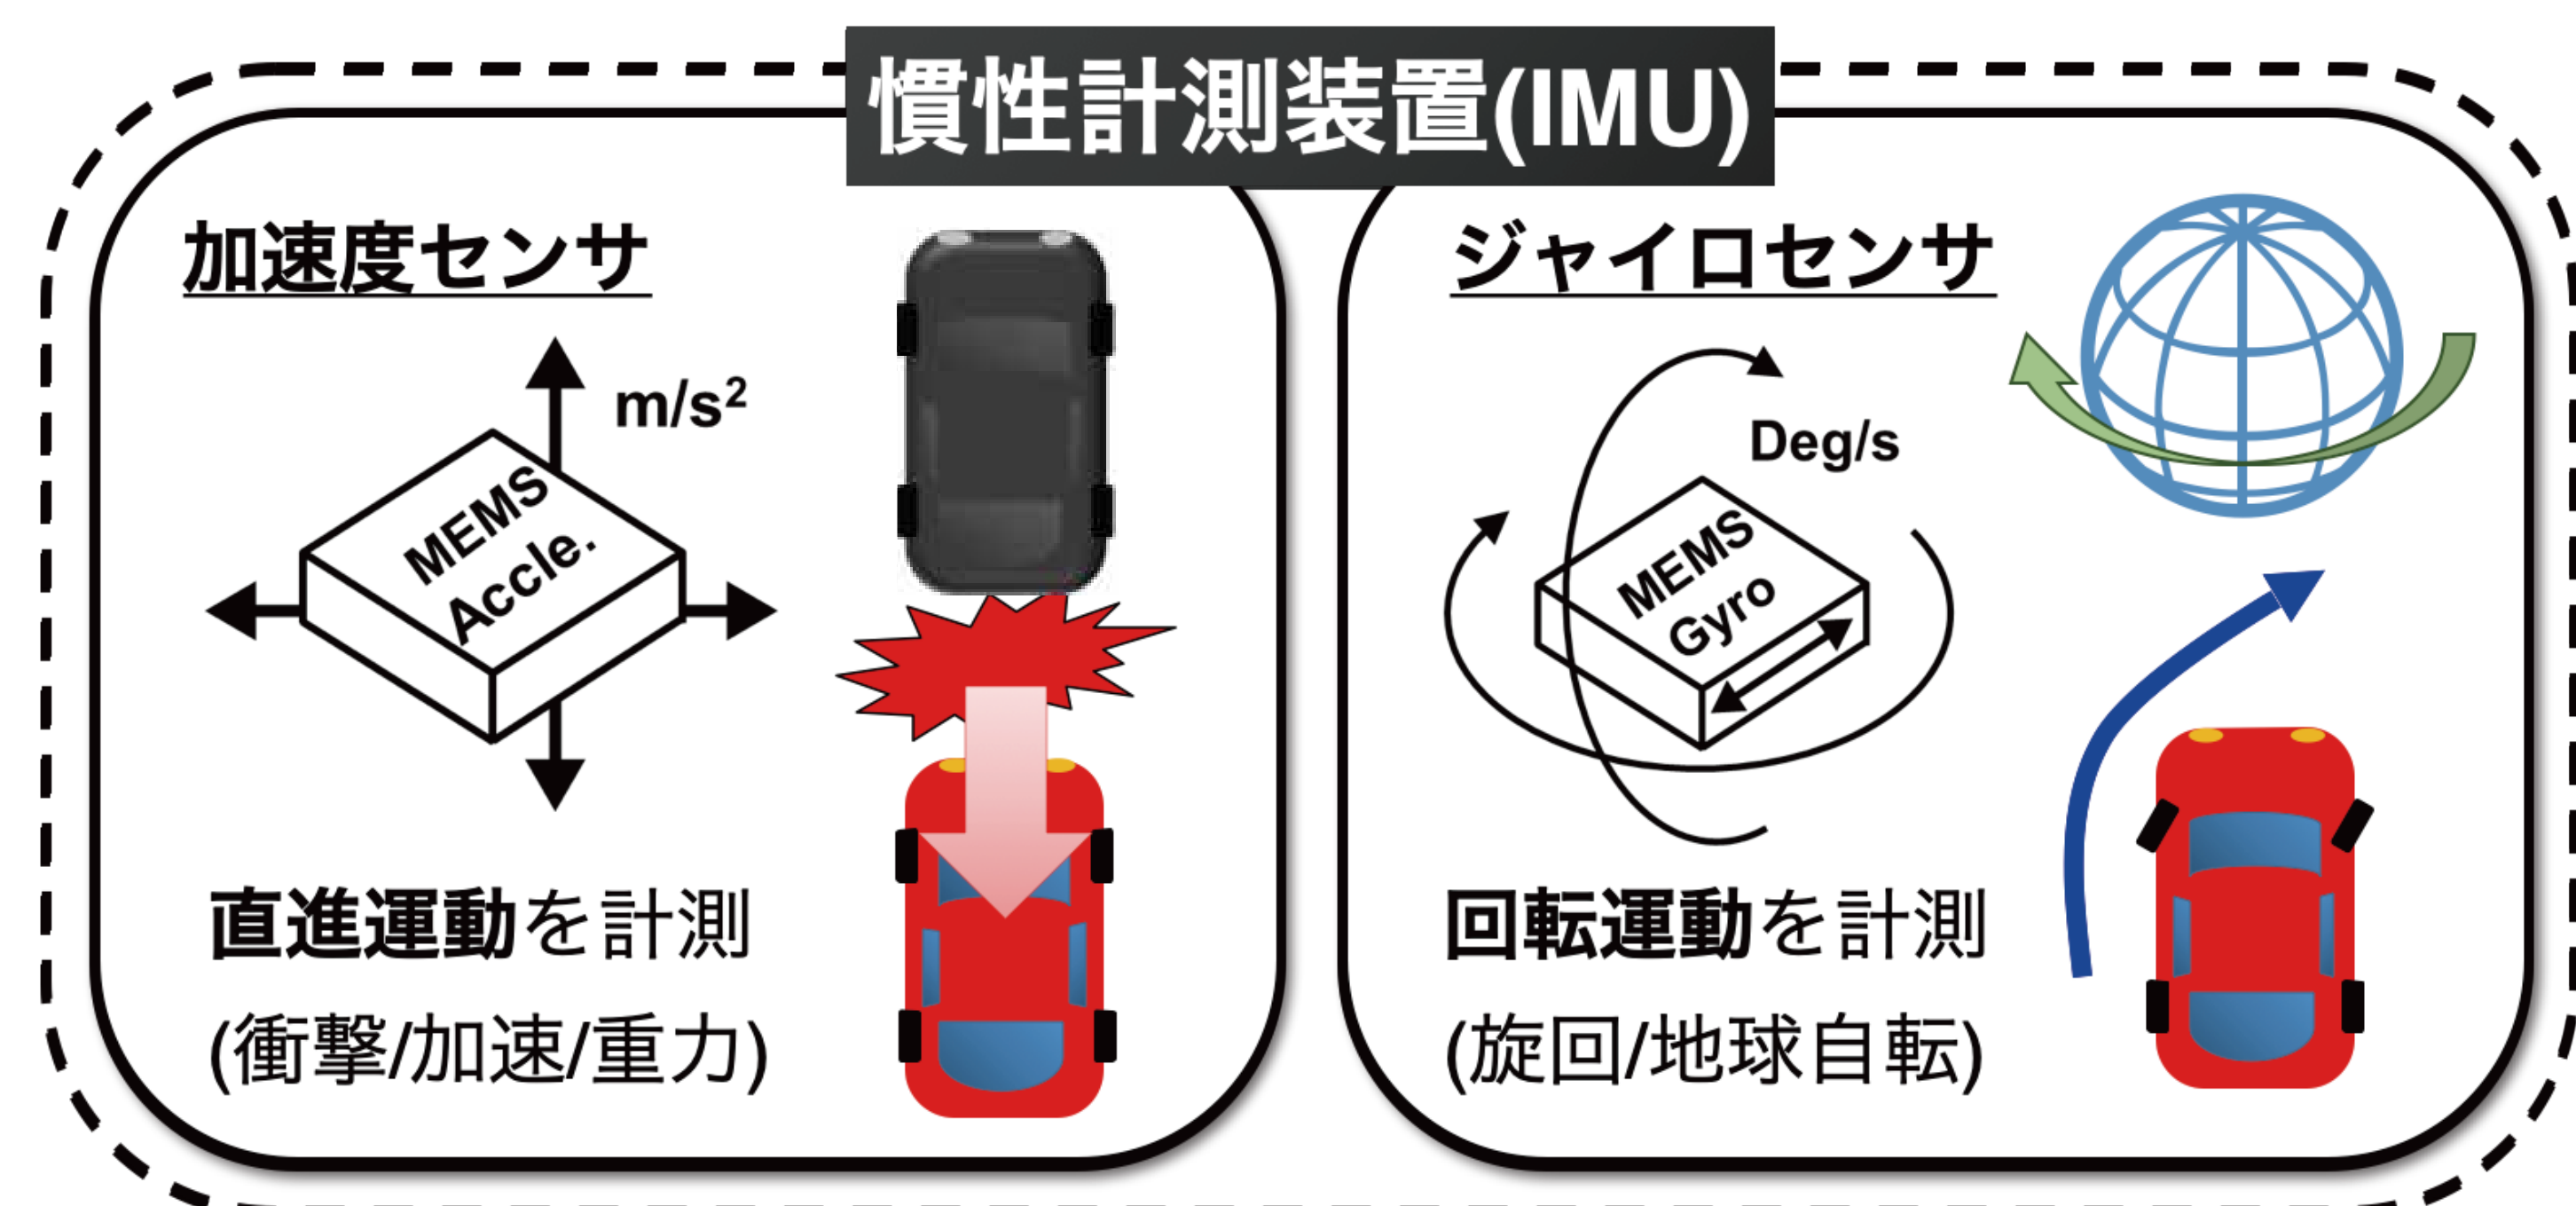 慣性計測装置(IMU)
加速度センサ
m/s²
MEMS
Accle.
直進運動を計測
(衝撃/加速/重力)
ジャイロセンサ
Deg/s
MEMS
Gyro
回転運動を計測
(旋回/地球自転)